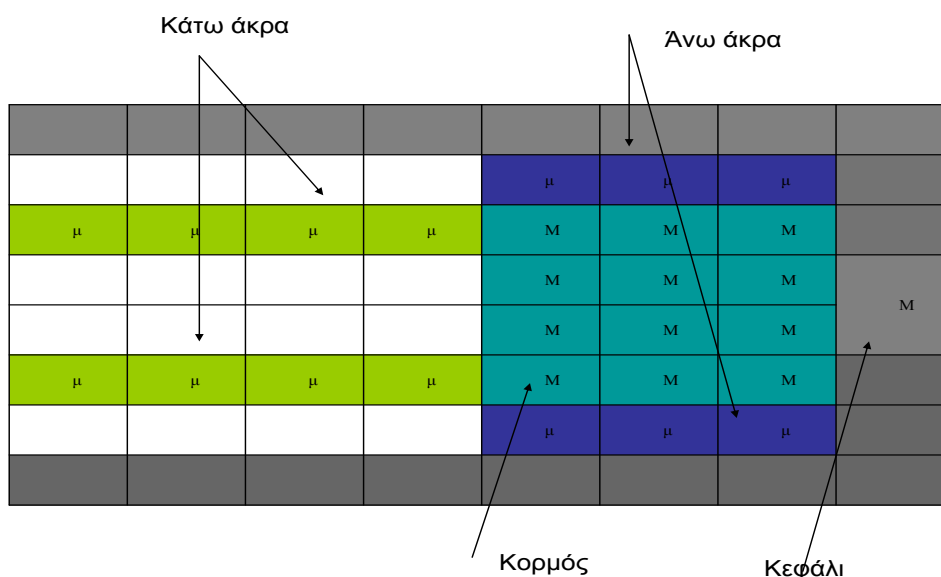 Κάτω άκρα
Άνω άκρα
μ μ μ
μ μ μ μ M M M
M M M
M
M M M
μ μ μ μ M M M
μ μ μ
Κορμός
Κεφάλι